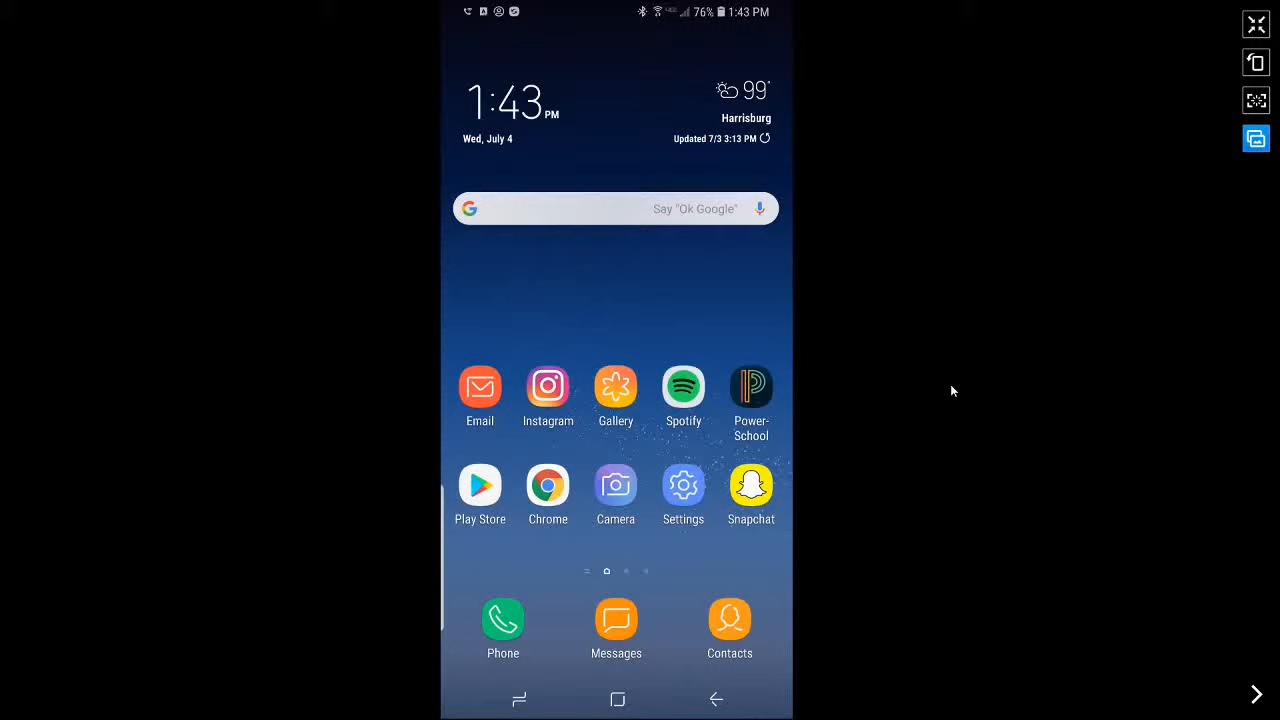 76% 1:43 PM
1:43 PM
99°
Harrisburg
Wed, July 4
Updated 7/3 3:13 PM
Say "Ok Google"
Email
Instagram
Gallery
Spotify
Power-
School
Play Store
Chrome
Camera
Settings
Snapchat
Phone
Messages
Contacts